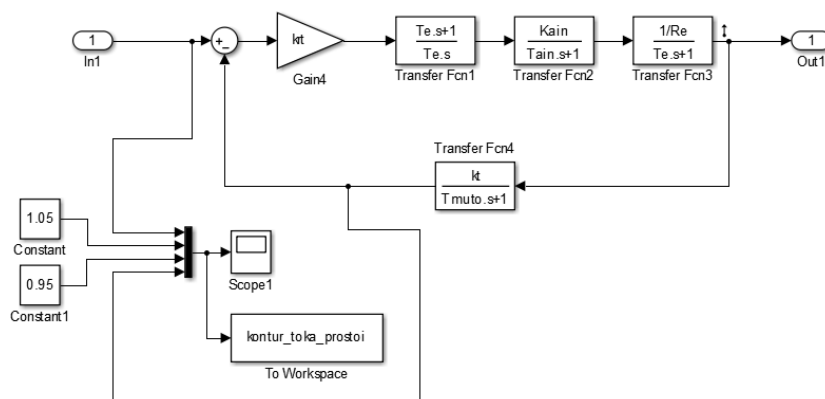 1
In1
+
-
krt
Gain4
Te.s+1
Te.s
Transfer Fcn1
Kain
Tain.s+1
Transfer Fcn2
1/Re
Te.s+1
Transfer Fcn3
1
Out1
Transfer Fcn4
kt
Tmuto.s+1
1.05
Constant
0.95
Constant1
Scope1
kontur_toka_prostoi
To Workspace